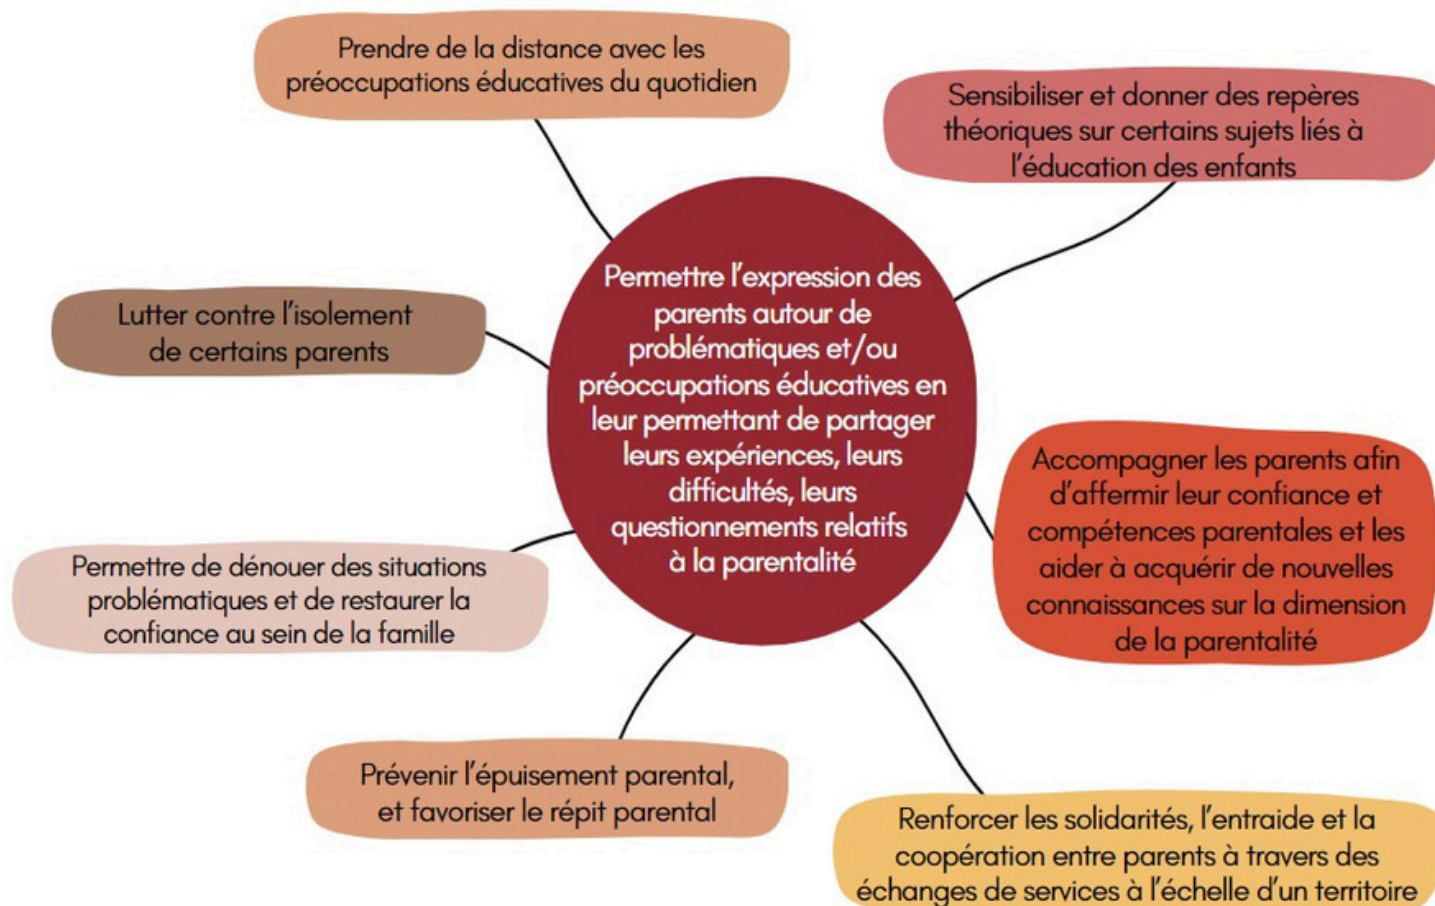 Prendre de la distance avec les
préoccupations éducatives du quotidien
Sensibiliser et donner des repères
théoriques sur certains sujets liés à
l'éducation des enfants
Permettre l'expression des
parents autour de
problématiques et/ou
préoccupations éducatives en
leur permettant de partager
leurs expériences, leurs
difficultés, leurs
questionnements relatifs
à la parentalité
Lutter contre l'isolement
de certains parents
Accompagner les parents afin
d'affermir leur confiance et
compétences parentales et les
aider à acquérir de nouvelles
connaissances sur la dimension
de la parentalité
Permettre de dénouer des situations
problématiques et de restaurer la
confiance au sein de la famille
Prévenir l'épuisement parental,
et favoriser le répit parental
Renforcer les solidarités, l'entraide et la
coopération entre parents à travers des
échanges de services à l'échelle d'un territoire